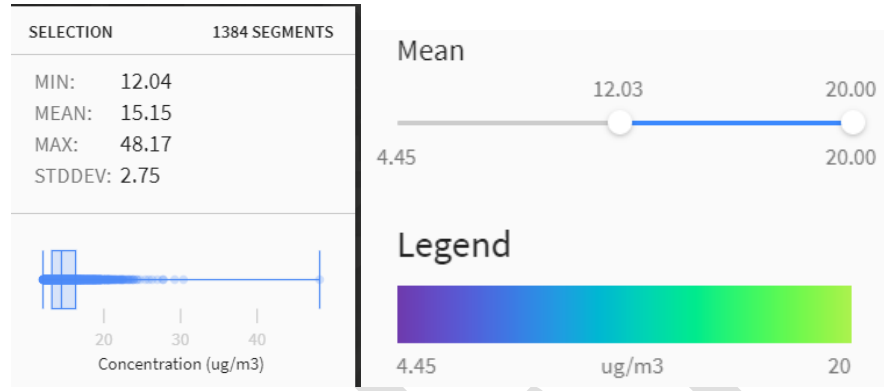 SELECTION 1384 SEGMENTS
MIN: 12.04
MEAN: 15.15
MAX: 48.17
STDDEV: 2.75
20 30 40
Concentration (ug/m3)
Mean
12.03 20.00
4.45 20.00
Legend
4.45 ug/m3 20